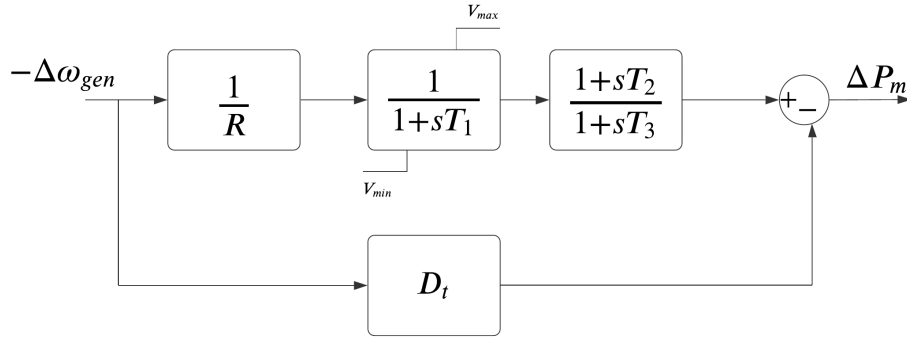 V_max
−Δω_gen
1/R
1/(1+sT_1)
(1+sT_2)/(1+sT_3)
+
−
ΔP_m
V_min
D_t